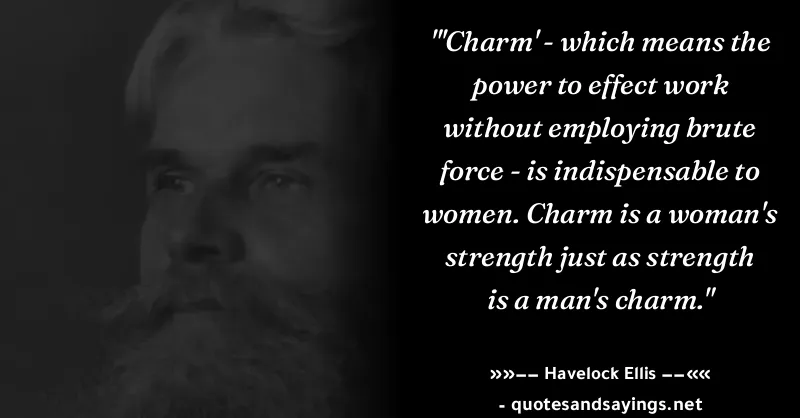 "'Charm' - which means the
power to effect work
without employing brute
force - is indispensable to
women. Charm is a woman's
strength just as strength
is a man's charm."
»»—— Havelock Ellis ——««
- quotesandsayings.net